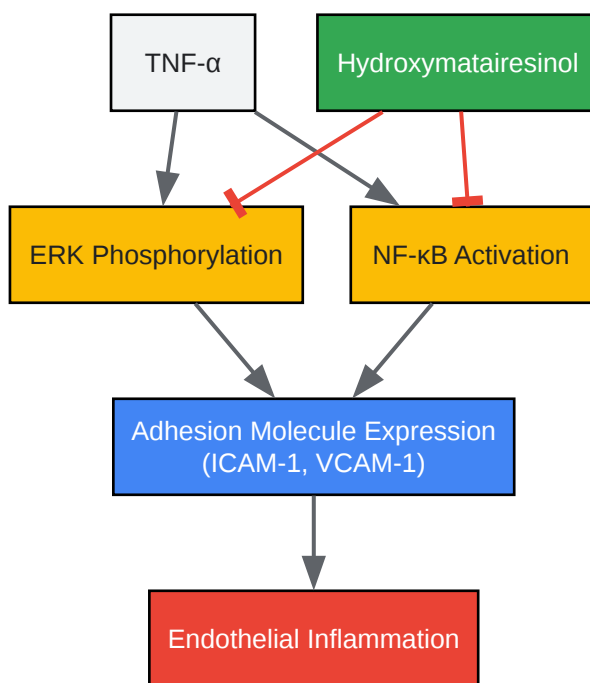 TNF-α
Hydroxymatairesinol
ERK Phosphorylation
NF-κB Activation
Adhesion Molecule Expression
(ICAM-1, VCAM-1)
Endothelial Inflammation